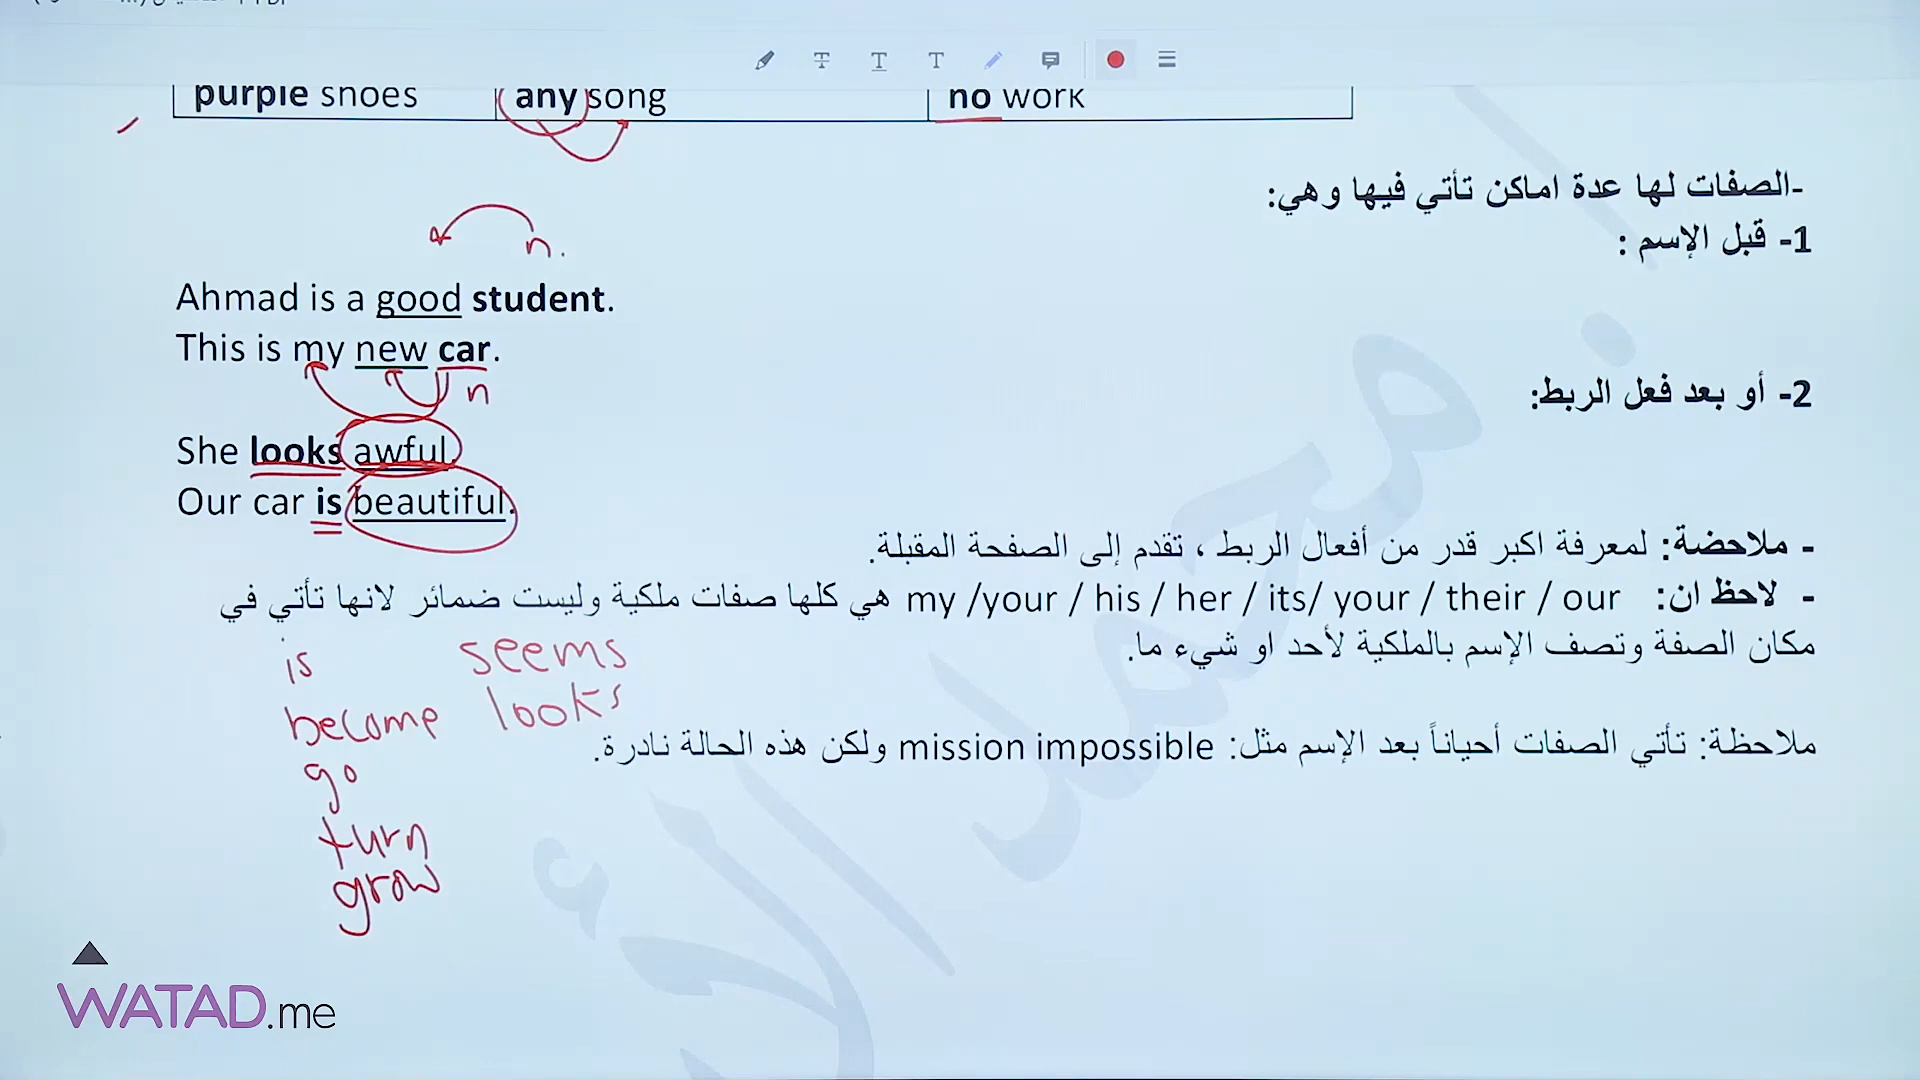 purple shoes any song no work
-الصفات لها عدة اماكن تأتي فيها وهي:
1- قبل الإسم :
n.
Ahmad is a good student.
This is my new car.
n
2- أو بعد فعل الربط:
She looks awful.
Our car is beautiful.
- ملاحضة: لمعرفة اكبر قدر من أفعال الربط ، تقدم إلى الصفحة المقبلة.
- لاحظ ان: my /your / his / her / its/ your / their / our هي كلها صفات ملكية وليست ضمائر لانها تأتي في
مكان الصفة وتصف الإسم بالملكية لأحد او شيء ما.
is seems
become looks
go
turn
grow
ملاحظة: تأتي الصفات أحياناً بعد الإسم مثل: mission impossible ولكن هذه الحالة نادرة.
WATAD.me